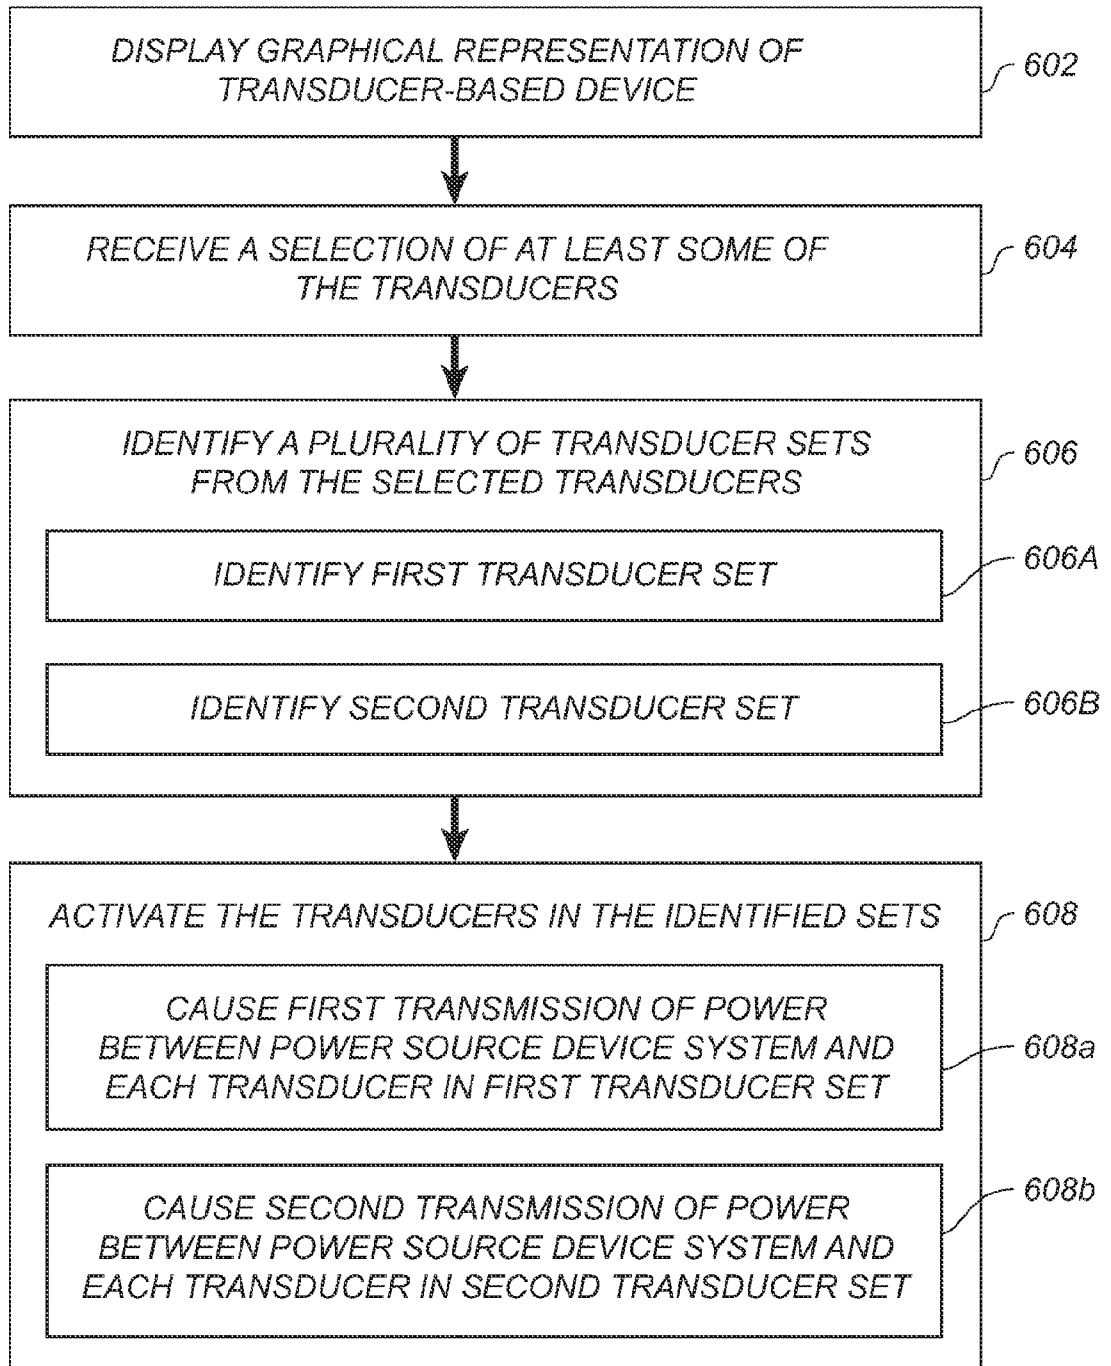 DISPLAY GRAPHICAL REPRESENTATION OF
TRANSDUCER-BASED DEVICE
602
RECEIVE A SELECTION OF AT LEAST SOME OF
THE TRANSDUCERS
604
IDENTIFY A PLURALITY OF TRANSDUCER SETS
FROM THE SELECTED TRANSDUCERS
606
IDENTIFY FIRST TRANSDUCER SET
606A
IDENTIFY SECOND TRANSDUCER SET
606B
ACTIVATE THE TRANSDUCERS IN THE IDENTIFIED SETS
608
CAUSE FIRST TRANSMISSION OF POWER
BETWEEN POWER SOURCE DEVICE SYSTEM AND
EACH TRANSDUCER IN FIRST TRANSDUCER SET
608a
CAUSE SECOND TRANSMISSION OF POWER
BETWEEN POWER SOURCE DEVICE SYSTEM AND
EACH TRANSDUCER IN SECOND TRANSDUCER SET
608b